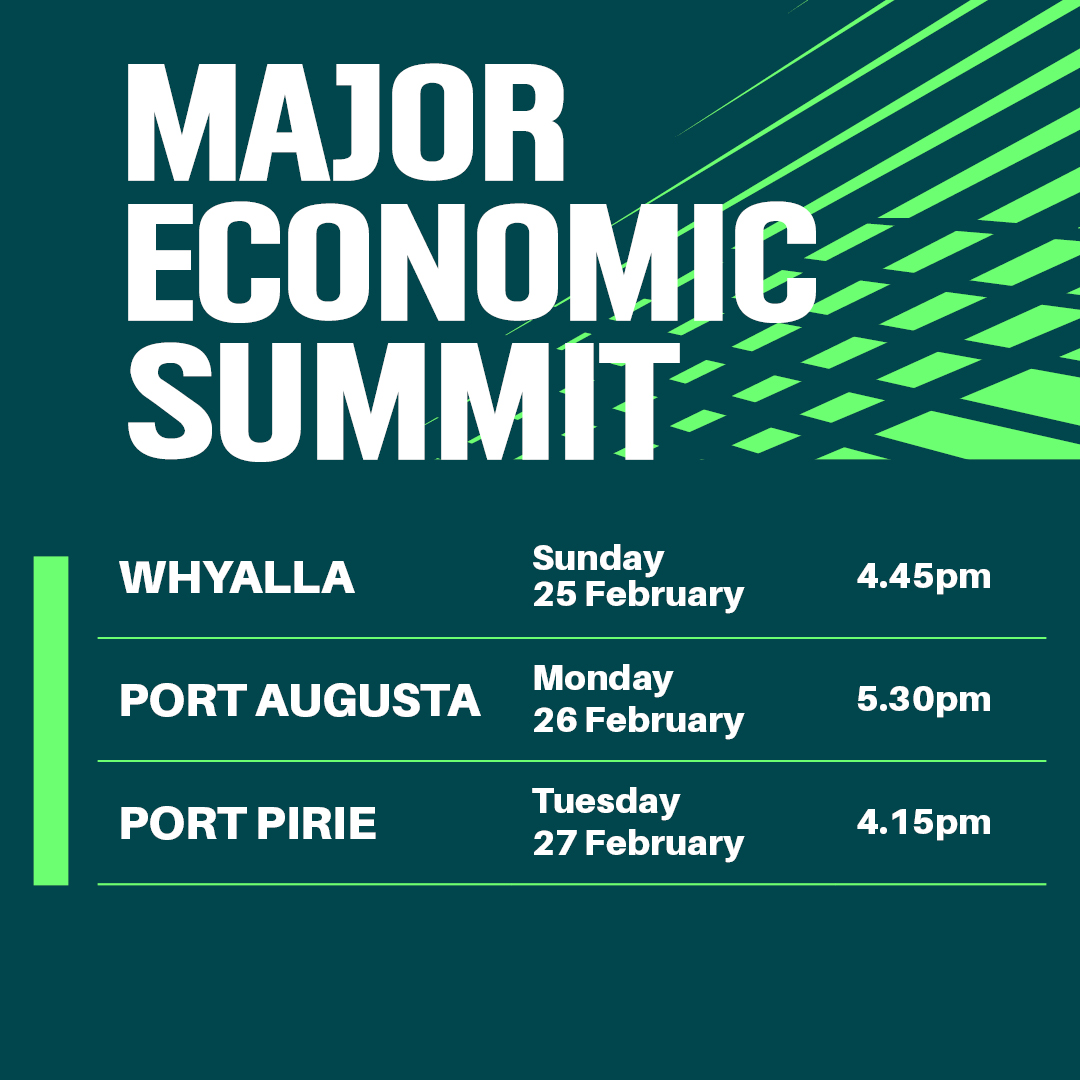 MAJOR
ECONOMIC
SUMMIT
WHYALLA
Sunday
25 February
4.45pm
PORT AUGUSTA
Monday
26 February
5.30pm
PORT PIRIE
Tuesday
27 February
4.15pm